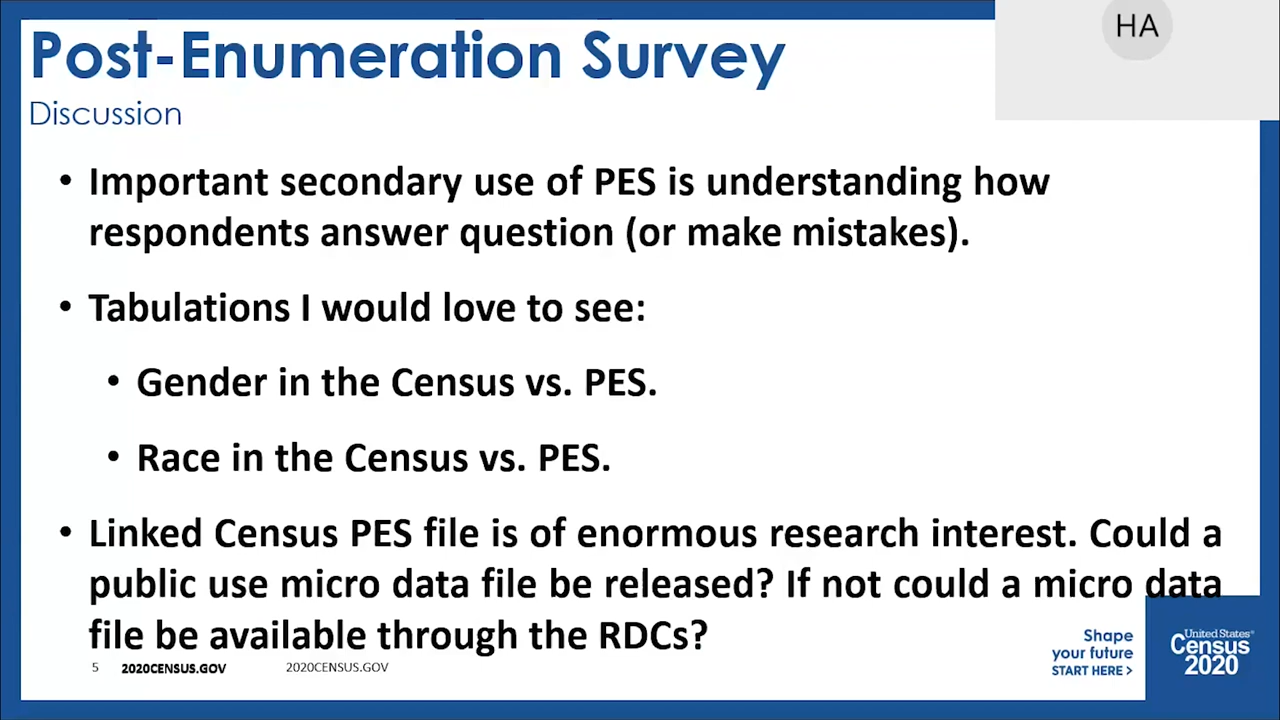 Post-Enumeration Survey
HA
Discussion
• Important secondary use of PES is understanding how
respondents answer question (or make mistakes).
• Tabulations I would love to see:
• Gender in the Census vs. PES.
• Race in the Census vs. PES.
• Linked Census PES file is of enormous research interest. Could a
public use micro data file be released? If not could a micro data
file be available through the RDCs?
5 2020CENSUS.GOV 2020CENSUS.GOV
Shape
your future
START HERE >
United States®
Census
2020